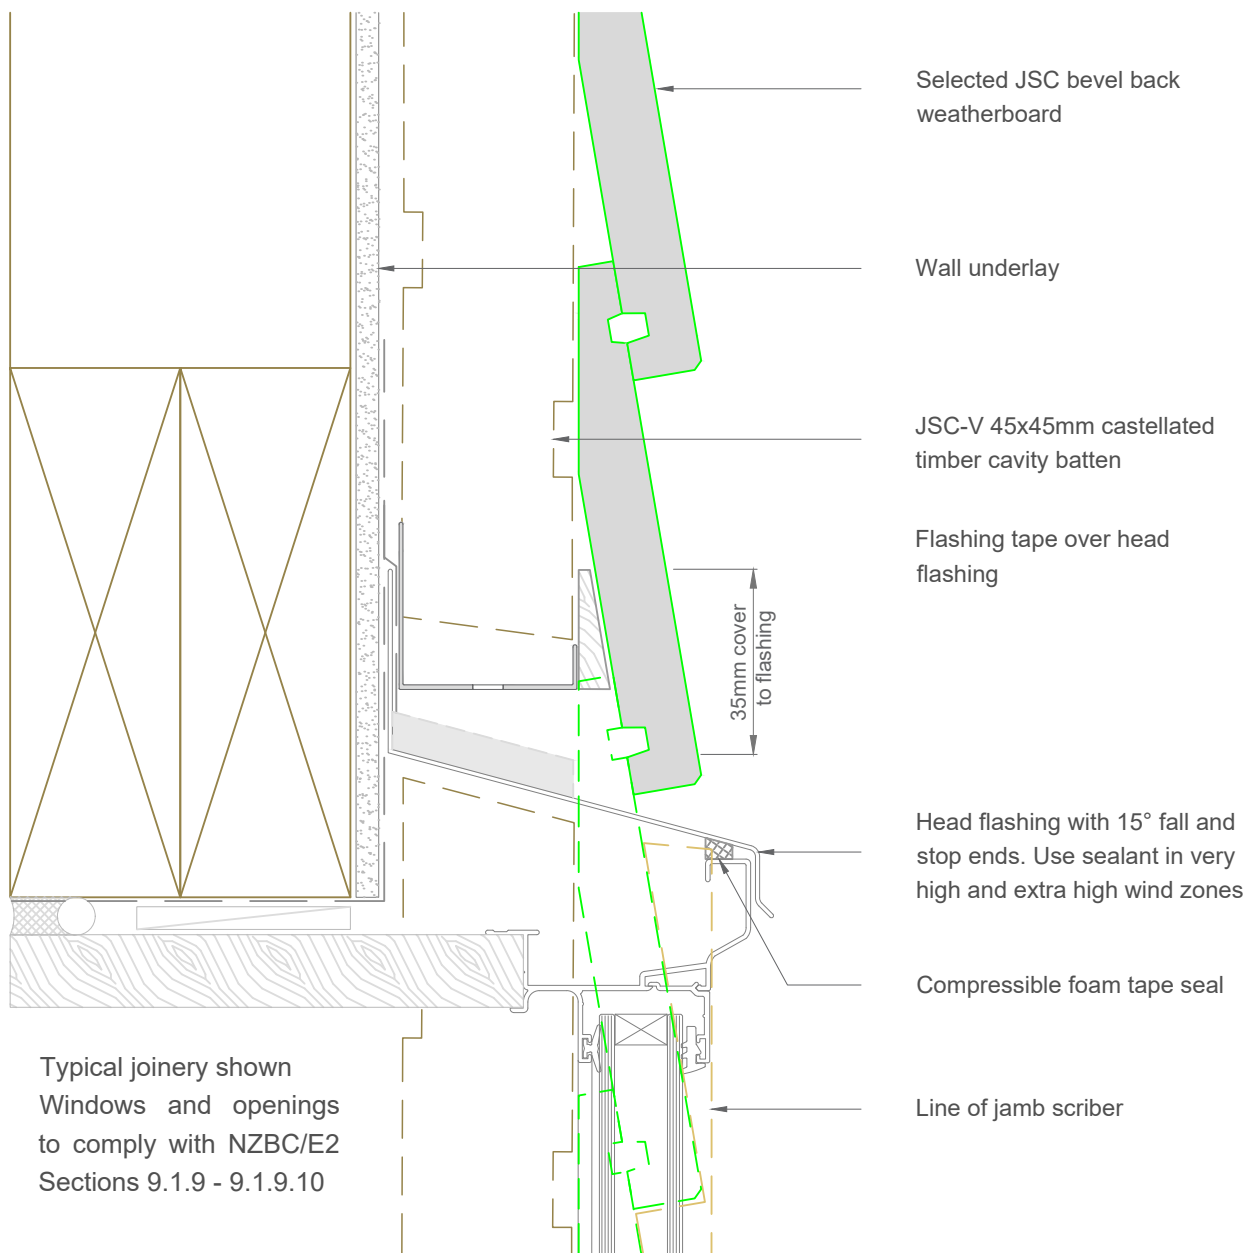 Selected JSC bevel back
weatherboard
Wall underlay
JSC-V 45x45mm castellated
timber cavity batten
Flashing tape over head
flashing
35mm cover
to flashing
Head flashing with 15° fall and
stop ends. Use sealant in very
high and extra high wind zones
Compressible foam tape seal
Typical joinery shown
Windows and openings
to comply with NZBC/E2
Sections 9.1.9 - 9.1.9.10
Line of jamb scriber